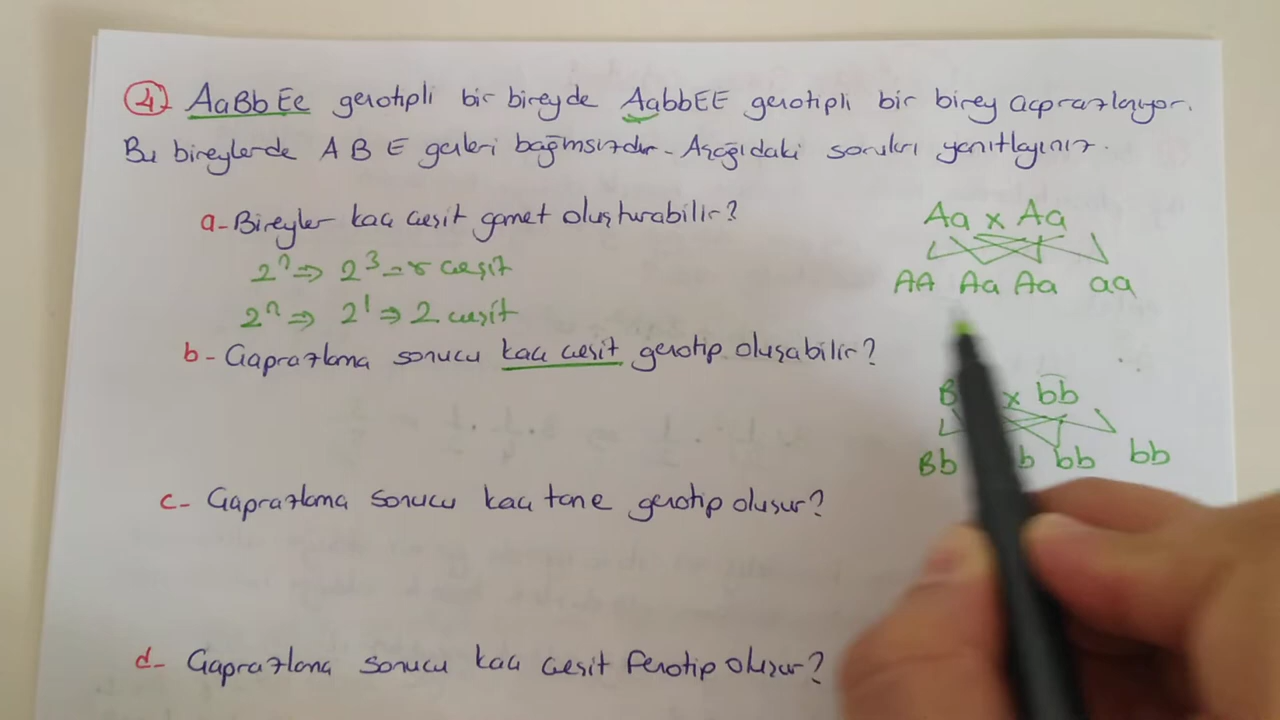 4) AaBbEe genotipli bir bireyde AabbEE genotipli bir birey çaprazlanıyor.
Bu bireylerde A B E genleri bağımsızdır. Aşağıdaki soruları yanıtlayınız.
a- Bireyler kaç çeşit gamet oluşturabilir?
2ⁿ ⇒ 2³ = 8 çeşit
2ⁿ ⇒ 2¹ ⇒ 2 çeşit
Aa x Aa
AA Aa Aa aa
b- Çaprazlama sonucu kaç çeşit genotip oluşabilir?
B x bb
Bb b bb bb
c- Çaprazlama sonucu kaç tane genotip oluşur?
d- Çaprazlama sonucu kaç çeşit fenotip oluşur?